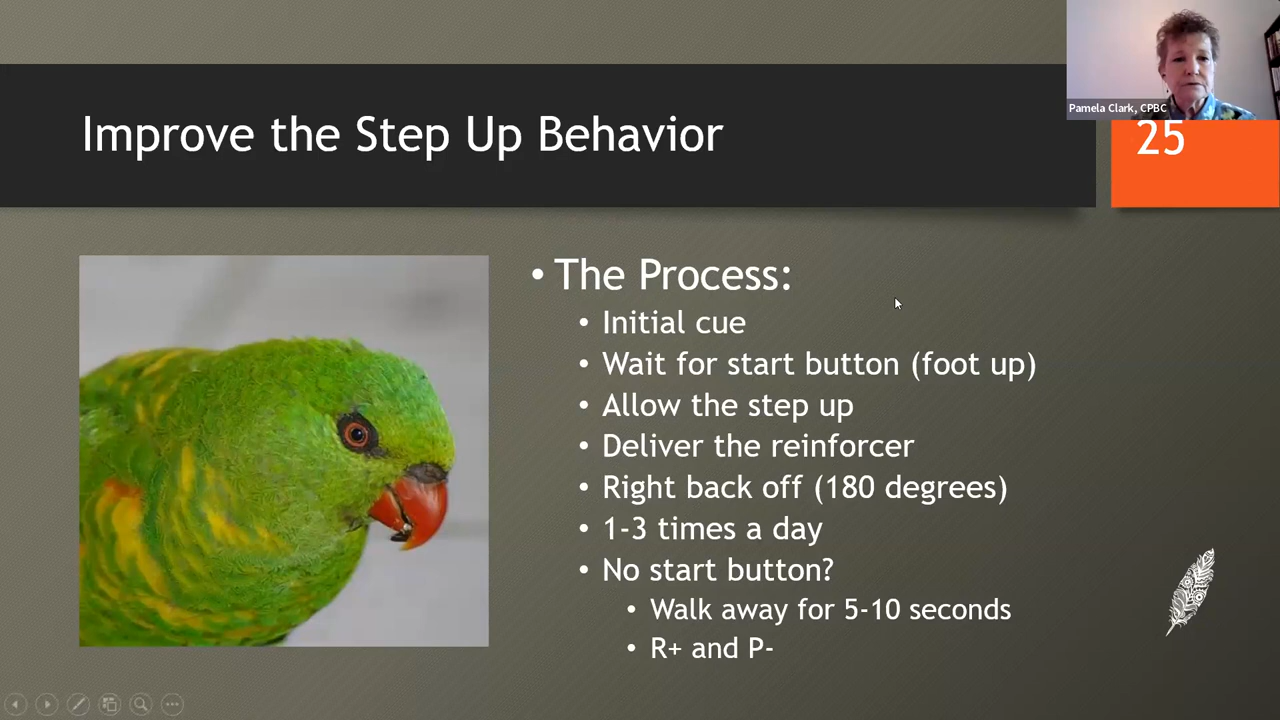 Pamela Clark, CPBC
Improve the Step Up Behavior
25
• The Process:
• Initial cue
• Wait for start button (foot up)
• Allow the step up
• Deliver the reinforcer
• Right back off (180 degrees)
• 1-3 times a day
• No start button?
• Walk away for 5-10 seconds
• R+ and P-